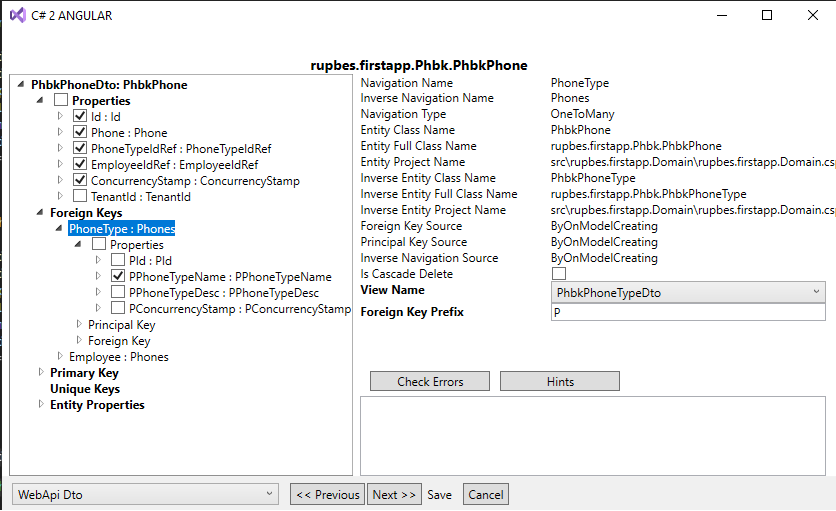 C# 2 ANGULAR
rupbes.firstapp.Phbk.PhbkPhone
PhbkPhoneDto: PhbkPhone
Properties
Id : Id
Phone : Phone
PhoneTypeIdRef : PhoneTypeIdRef
EmployeeIdRef : EmployeeIdRef
ConcurrencyStamp : ConcurrencyStamp
TenantId : TenantId
Foreign Keys
PhoneType : Phones
Properties
PId : PId
PPhoneTypeName : PPhoneTypeName
PPhoneTypeDesc : PPhoneTypeDesc
PConcurrencyStamp : PConcurrencyStamp
Principal Key
Foreign Key
Employee : Phones
Primary Key
Unique Keys
Entity Properties
Navigation Name PhoneType
Inverse Navigation Name Phones
Navigation Type OneToMany
Entity Class Name PhbkPhone
Entity Full Class Name rupbes.firstapp.Phbk.PhbkPhone
Entity Project Name src\rupbes.firstapp.Domain\rupbes.firstapp.Domain.cs
Inverse Entity Class Name PhbkPhoneType
Inverse Entity Full Class Name rupbes.firstapp.Phbk.PhbkPhoneType
Inverse Entity Project Name src\rupbes.firstapp.Domain\rupbes.firstapp.Domain.cs
Foreign Key Source ByOnModelCreating
Principal Key Source ByOnModelCreating
Inverse Navigation Source ByOnModelCreating
Is Cascade Delete
View Name PhbkPhoneTypeDto
Foreign Key Prefix P
Check Errors Hints
WebApi Dto << Previous Next >> Save Cancel